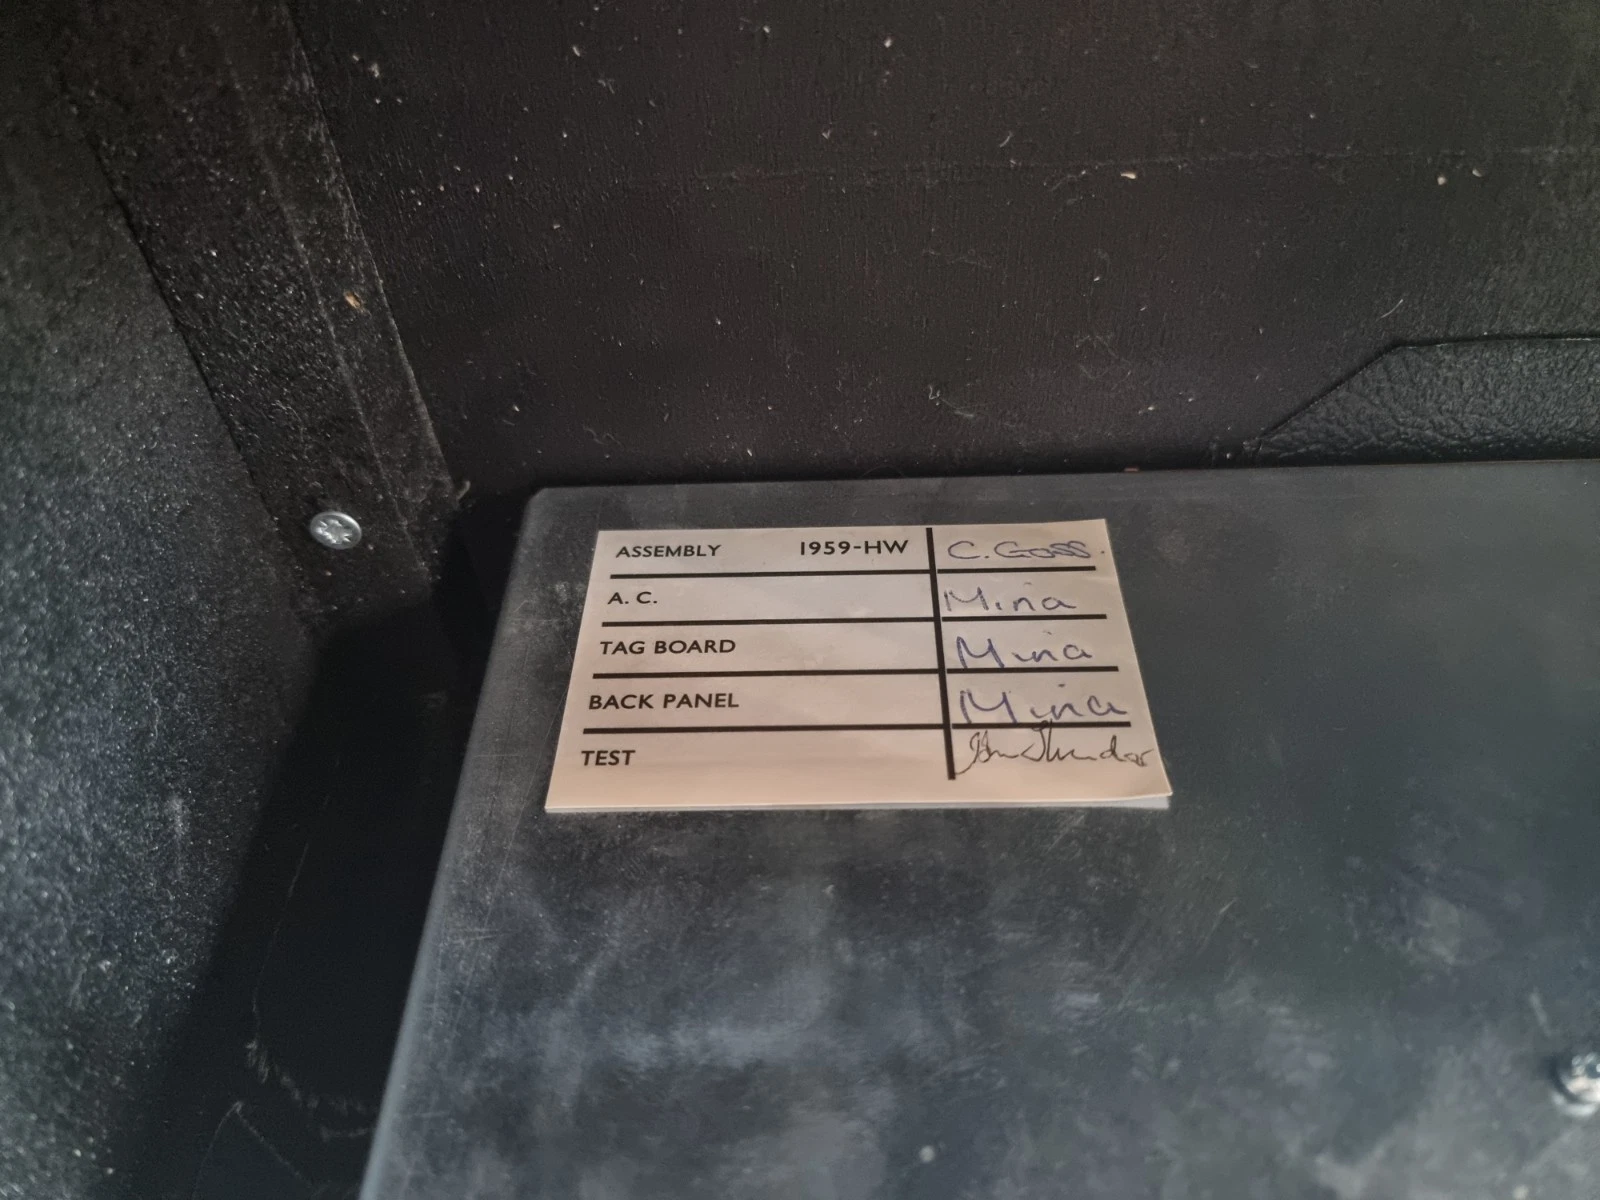 ASSEMBLY 1959-HW C. Goss.
A. C. Mina
TAG BOARD Mina
BACK PANEL Mina
TEST